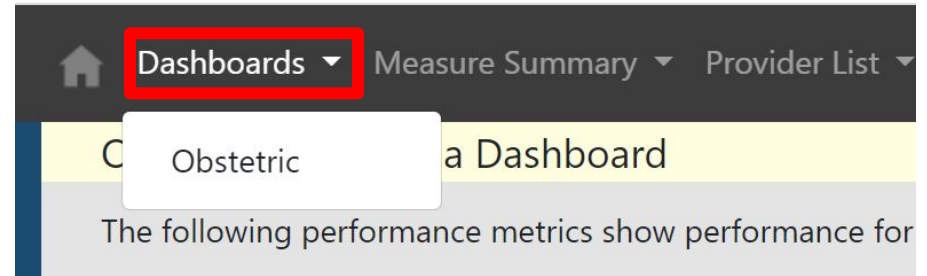 Dashboards Measure Summary Provider List
Obstetric
a Dashboard
The following performance metrics show performance for